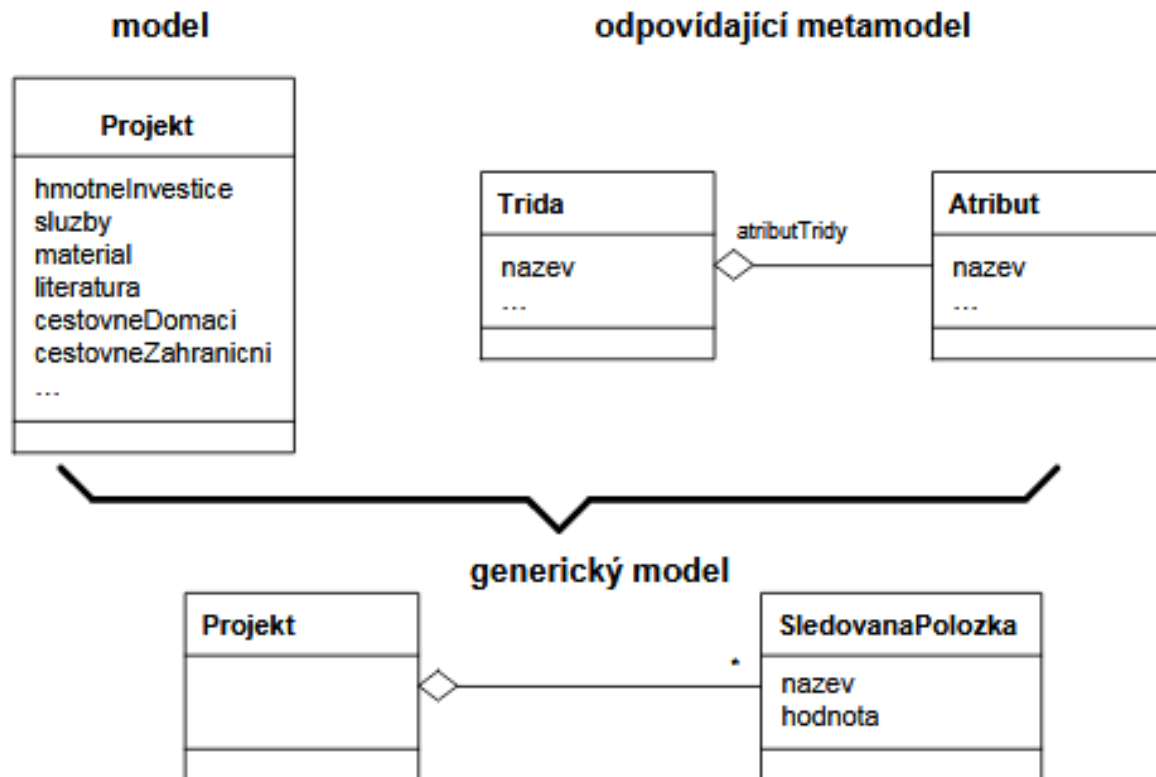 model
odpovídající metamodel
Projekt
hmotneInvestice
sluzby
material
literatura
cestovneDomaci
cestovneZahranicni
...
Trida
nazev
...
atributTridy
Atribut
nazev
...
generický model
Projekt
*
SledovanaPolozka
nazev
hodnota